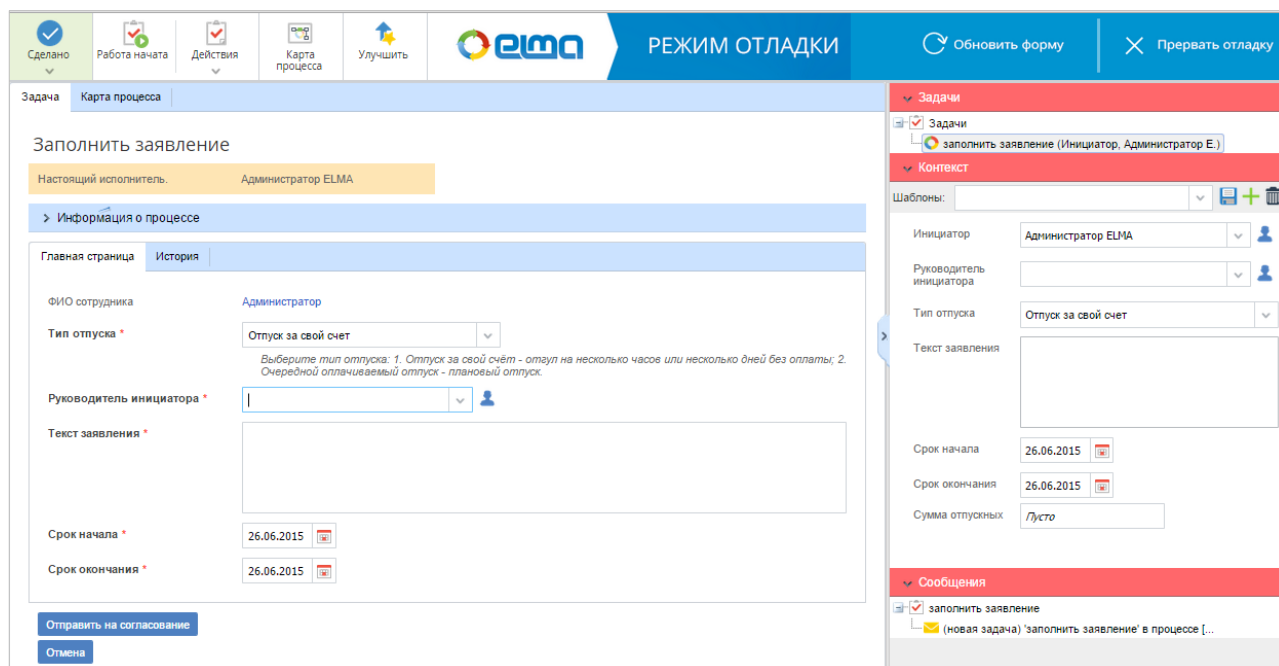 Сделано
Работа начата
Действия
Карта процесса
Улучшить
elma
РЕЖИМ ОТЛАДКИ
Обновить форму
Прервать отладку
Задача Карта процесса
Заполнить заявление
Настоящий исполнитель. Администратор ELMA
Информация о процессе
Главная страница История
ФИО сотрудника Администратор
Тип отпуска * Отпуск за свой счет
Выберите тип отпуска: 1. Отпуск за свой счёт - отгул на несколько часов или несколько дней без оплаты; 2.
Очередной оплачиваемый отпуск - плановый отпуск.
Руководитель инициатора *
Текст заявления *
Срок начала * 26.06.2015
Срок окончания * 26.06.2015
Отправить на согласование
Отмена
Задачи
Задачи
заполнить заявление (Инициатор, Администратор Е.)
Контекст
Шаблоны:
Инициатор Администратор ELMA
Руководитель
инициатора
Тип отпуска Отпуск за свой счет
Текст заявления
Срок начала 26.06.2015
Срок окончания 26.06.2015
Сумма отпускных Пусто
Сообщения
заполнить заявление
(новая задача) 'заполнить заявление' в процессе [...